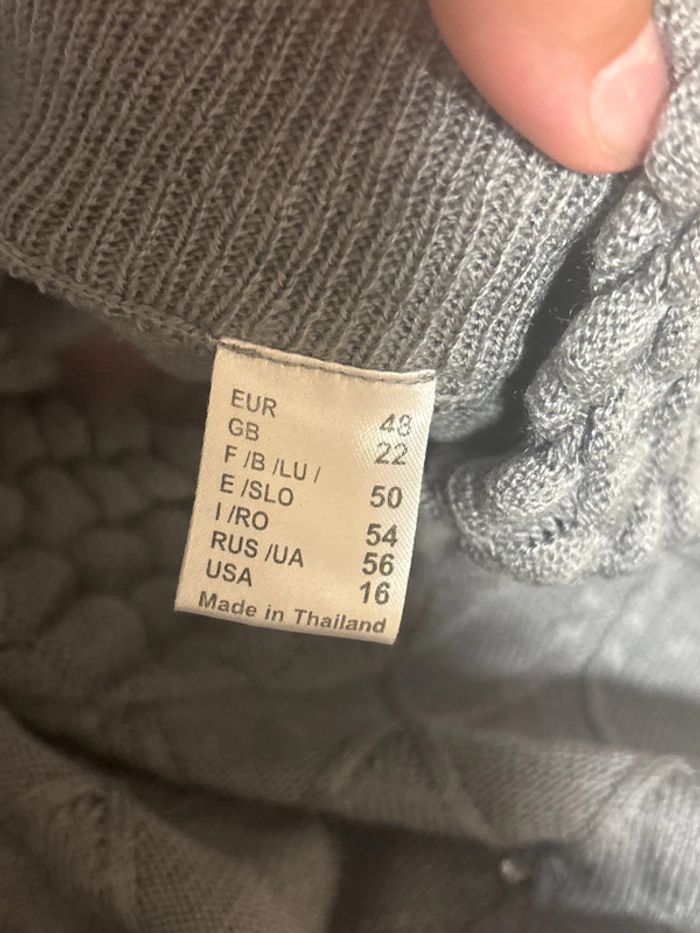 EUR 48
GB 22
F /B /LU /
E /SLO 50
I /RO 54
RUS /UA 56
USA 16
Made in Thailand